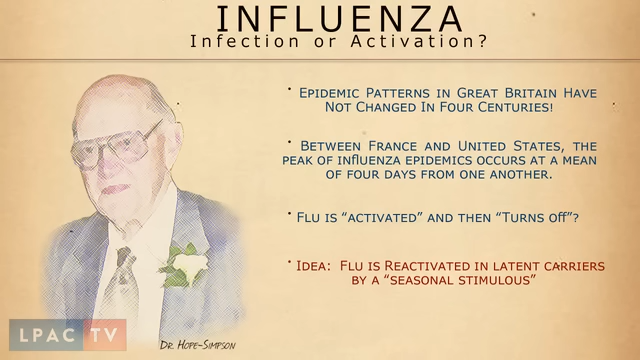 INFLUENZA
Infection or Activation?
· Epidemic Patterns in Great Britain Have
Not Changed In Four Centuries!
· Between France and United States, the
peak of influenza epidemics occurs at a mean
of four days from one another.
· Flu is “activated” and then “Turns off”?
· Idea: Flu is Reactivated in latent carriers
by a “seasonal stimulous”
LPAC TV
Dr. Hope-Simpson